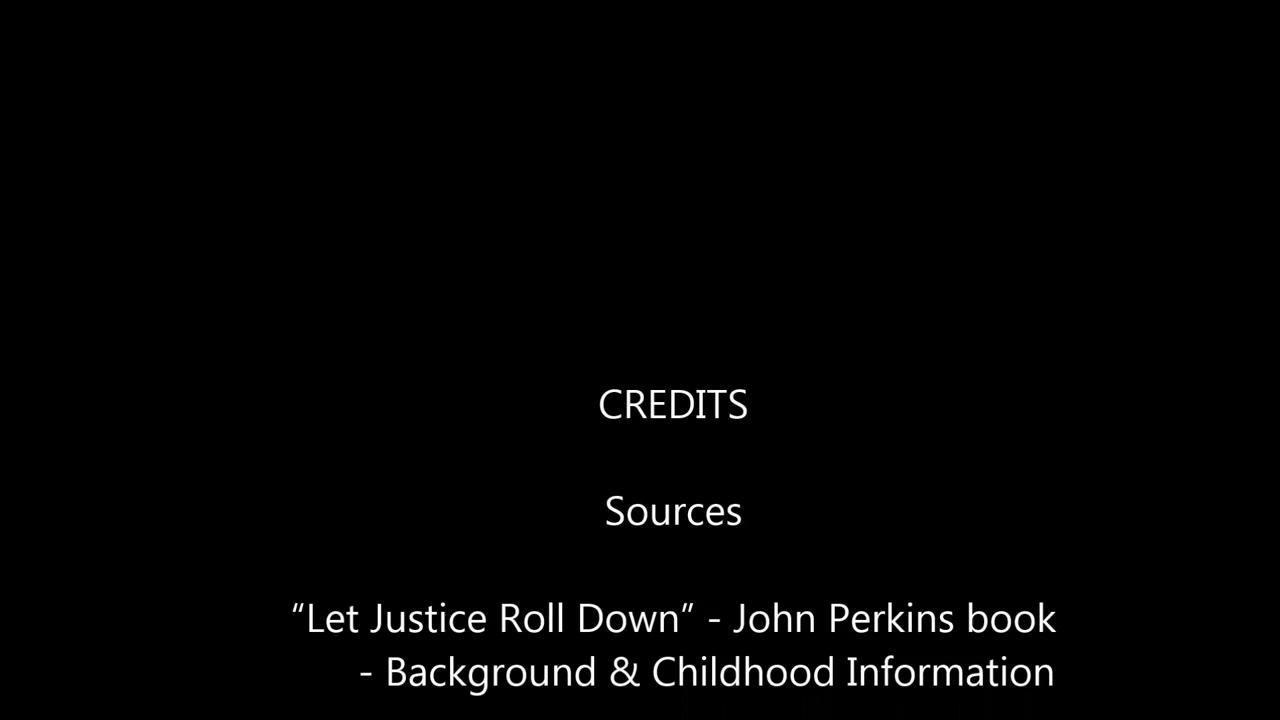 CREDITS
Sources
“Let Justice Roll Down” - John Perkins book
- Background & Childhood Information